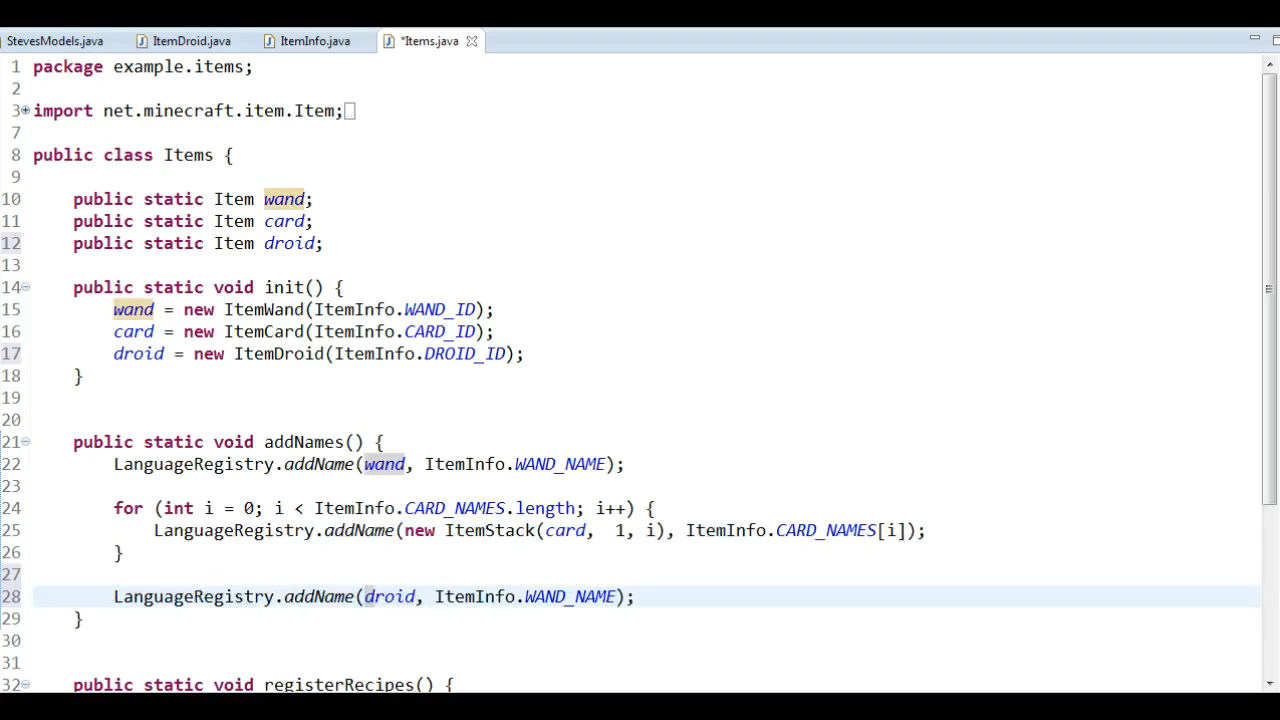 StevesModels.java ItemDroid.java ItemInfo.java *Items.java
1 package example.items;
2
3 import net.minecraft.item.Item;
7
8 public class Items {
9
10 public static Item wand;
11 public static Item card;
12 public static Item droid;
13
14 public static void init() {
15 wand = new ItemWand(ItemInfo.WAND_ID);
16 card = new ItemCard(ItemInfo.CARD_ID);
17 droid = new ItemDroid(ItemInfo.DROID_ID);
18 }
19
20
21 public static void addNames() {
22 LanguageRegistry.addName(wand, ItemInfo.WAND_NAME);
23
24 for (int i = 0; i < ItemInfo.CARD_NAMES.length; i++) {
25 LanguageRegistry.addName(new ItemStack(card, 1, i), ItemInfo.CARD_NAMES[i]);
26 }
27
28 LanguageRegistry.addName(droid, ItemInfo.WAND_NAME);
29 }
30
31
32 public static void registerRecipes() {